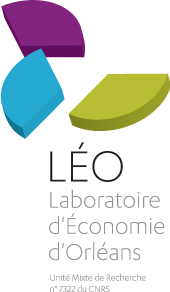 LÉO
Laboratoire
d'Économie
d'Orléans
Unité Mixte de Recherche
n° 7322 du CNRS